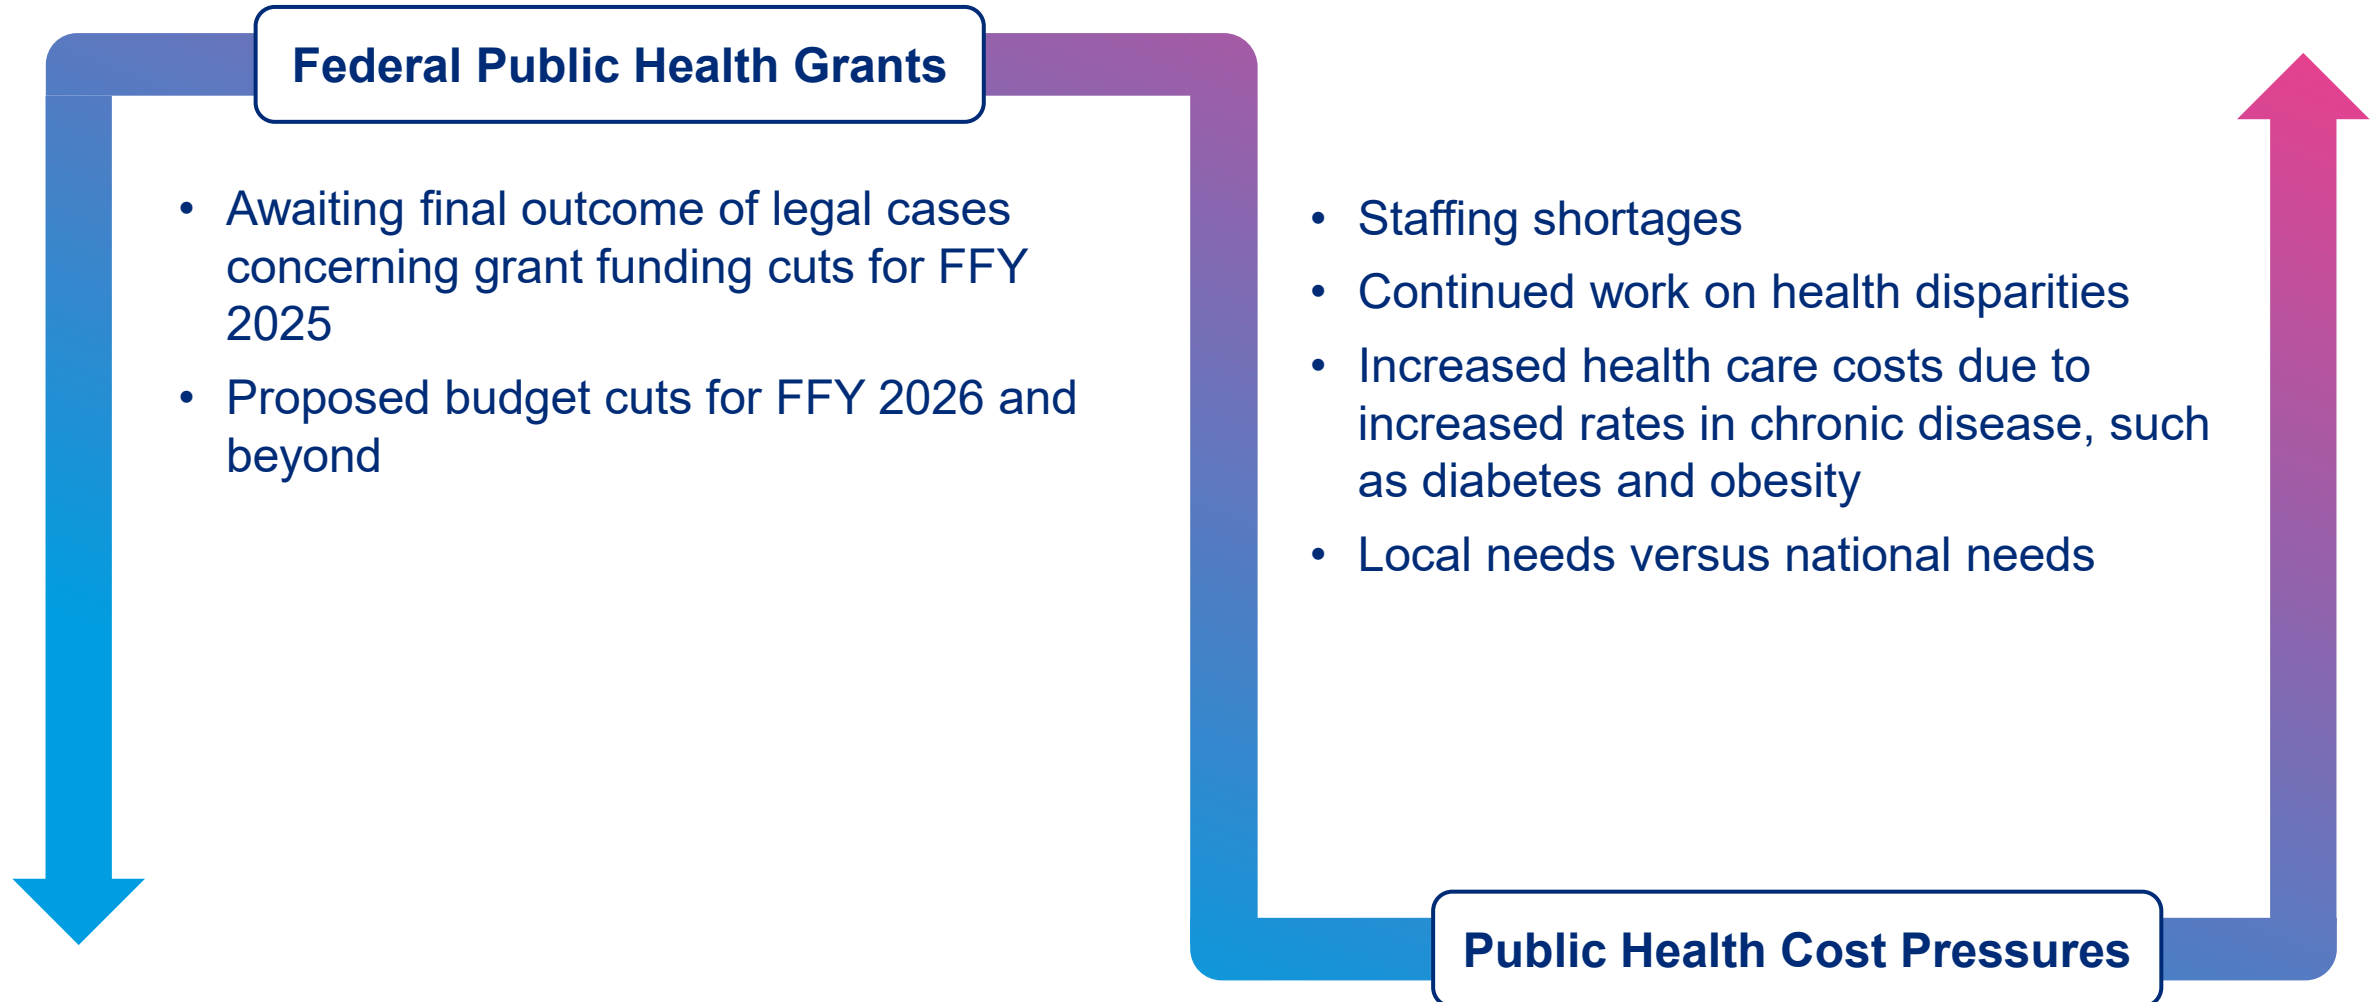 Federal Public Health Grants
• Awaiting final outcome of legal cases
concerning grant funding cuts for FFY
2025
• Proposed budget cuts for FFY 2026 and
beyond
• Staffing shortages
• Continued work on health disparities
• Increased health care costs due to
increased rates in chronic disease, such
as diabetes and obesity
• Local needs versus national needs
Public Health Cost Pressures